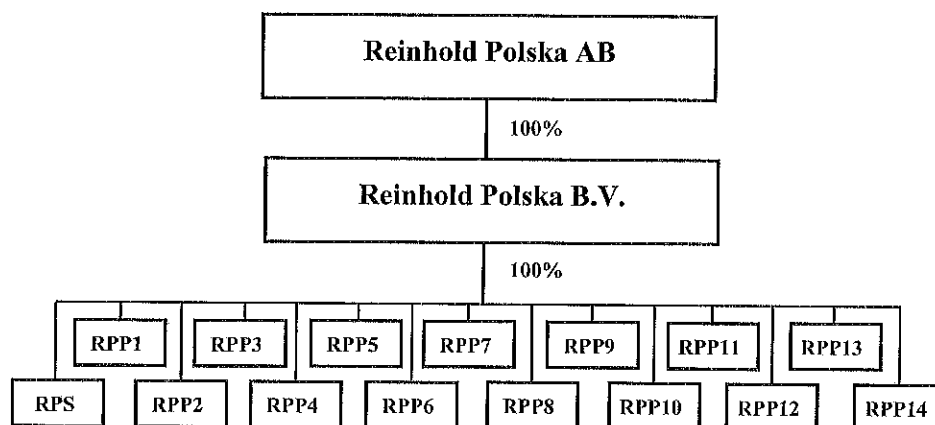 Reinhold Polska AB
100%
Reinhold Polska B.V.
100%
RPP1 RPP3 RPP5 RPP7 RPP9 RPP11 RPP13
RPS RPP2 RPP4 RPP6 RPP8 RPP10 RPP12 RPP14